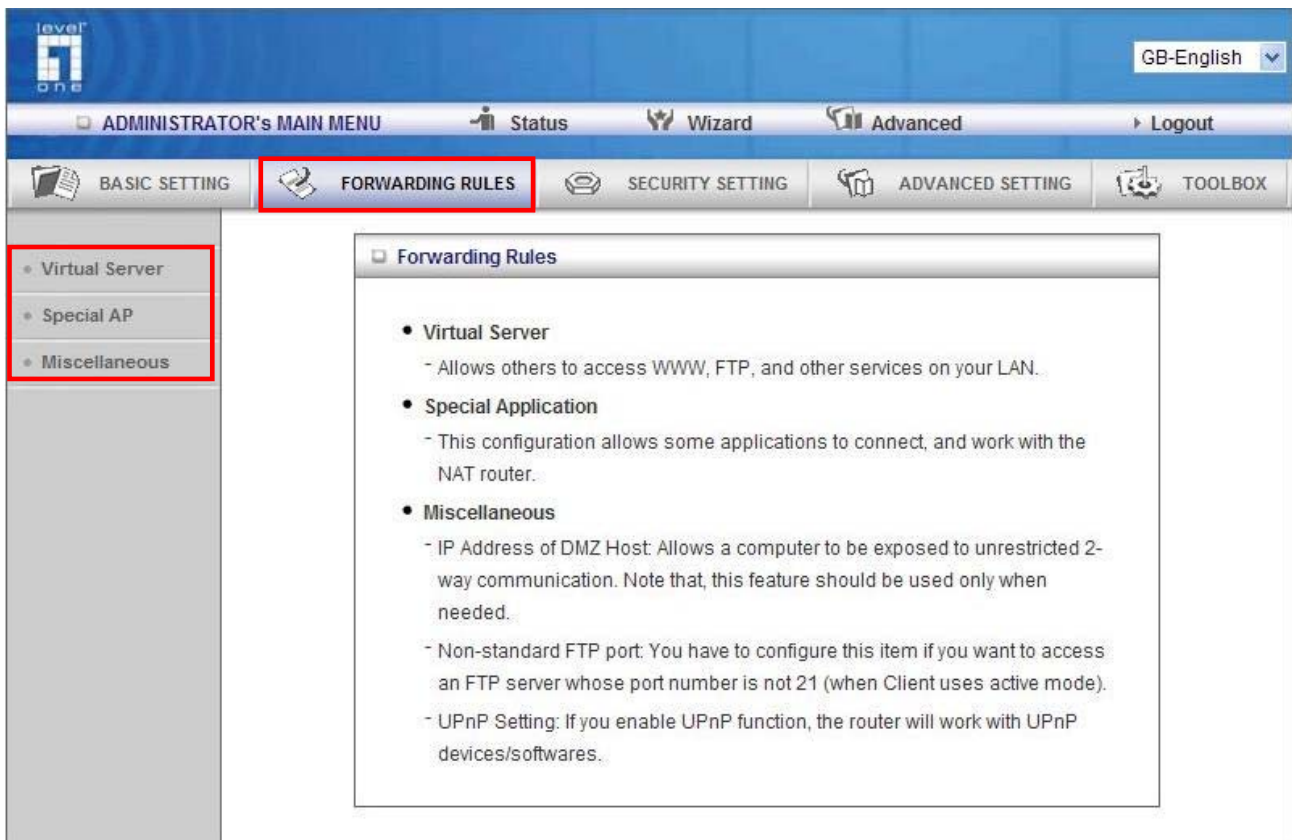 level
one
GB-English
ADMINISTRATOR's MAIN MENU
Status
Wizard
Advanced
Logout
BASIC SETTING
FORWARDING RULES
SECURITY SETTING
ADVANCED SETTING
TOOLBOX
Virtual Server
Special AP
Miscellaneous
Forwarding Rules
Virtual Server
- Allows others to access WWW, FTP, and other services on your LAN.
Special Application
- This configuration allows some applications to connect, and work with the
NAT router.
Miscellaneous
- IP Address of DMZ Host: Allows a computer to be exposed to unrestricted 2-
way communication. Note that, this feature should be used only when
needed.
- Non-standard FTP port: You have to configure this item if you want to access
an FTP server whose port number is not 21 (when Client uses active mode).
- UPnP Setting: If you enable UPnP function, the router will work with UPnP
devices/softwares.